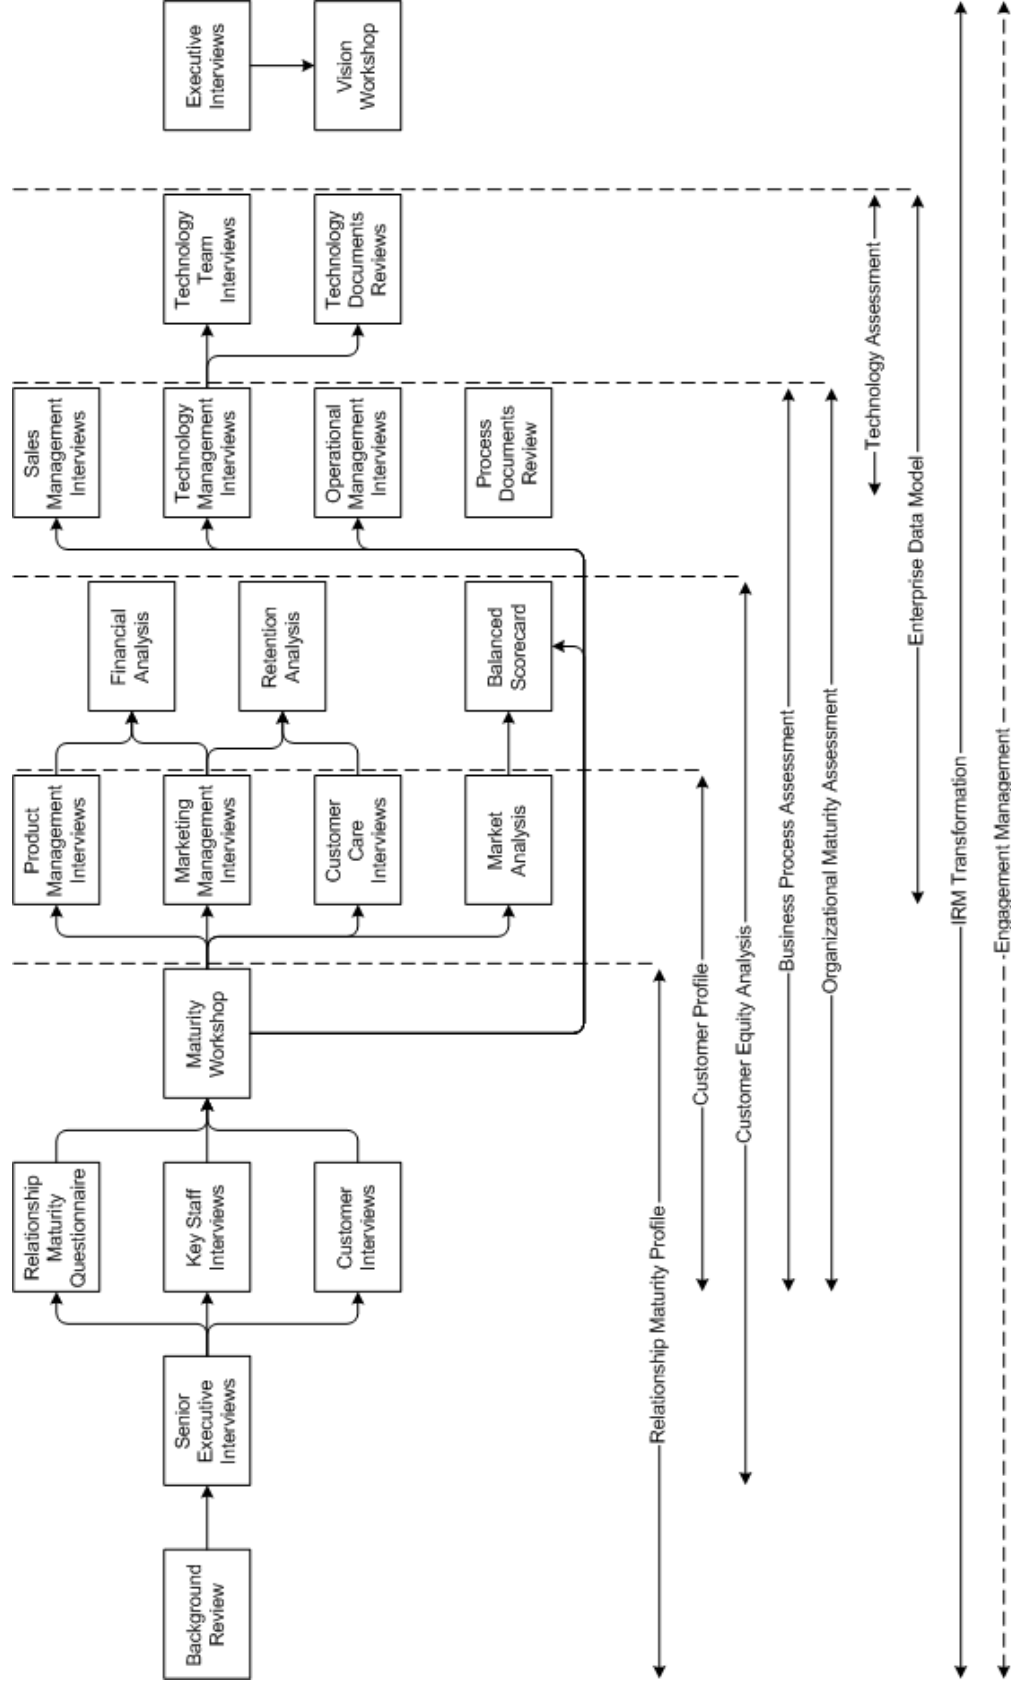 Background
Review
Senior
Executive
Interviews
Relationship
Maturity
Questionnaire
Key Staff
Interviews
Customer
Interviews
Maturity
Workshop
Product
Management
Interviews
Marketing
Management
Interviews
Customer
Care
Interviews
Market
Analysis
Financial
Analysis
Retention
Analysis
Balanced
Scorecard
Sales
Management
Interviews
Technology
Management
Interviews
Operational
Management
Interviews
Process
Documents
Review
Technology
Team
Interviews
Technology
Documents
Reviews
Executive
Interviews
Vision
Workshop
Relationship Maturity Profile
Customer Profile
Customer Equity Analysis
Business Process Assessment
Organizational Maturity Assessment
Technology Assessment
Enterprise Data Model
IRM Transformation
Engagement Management